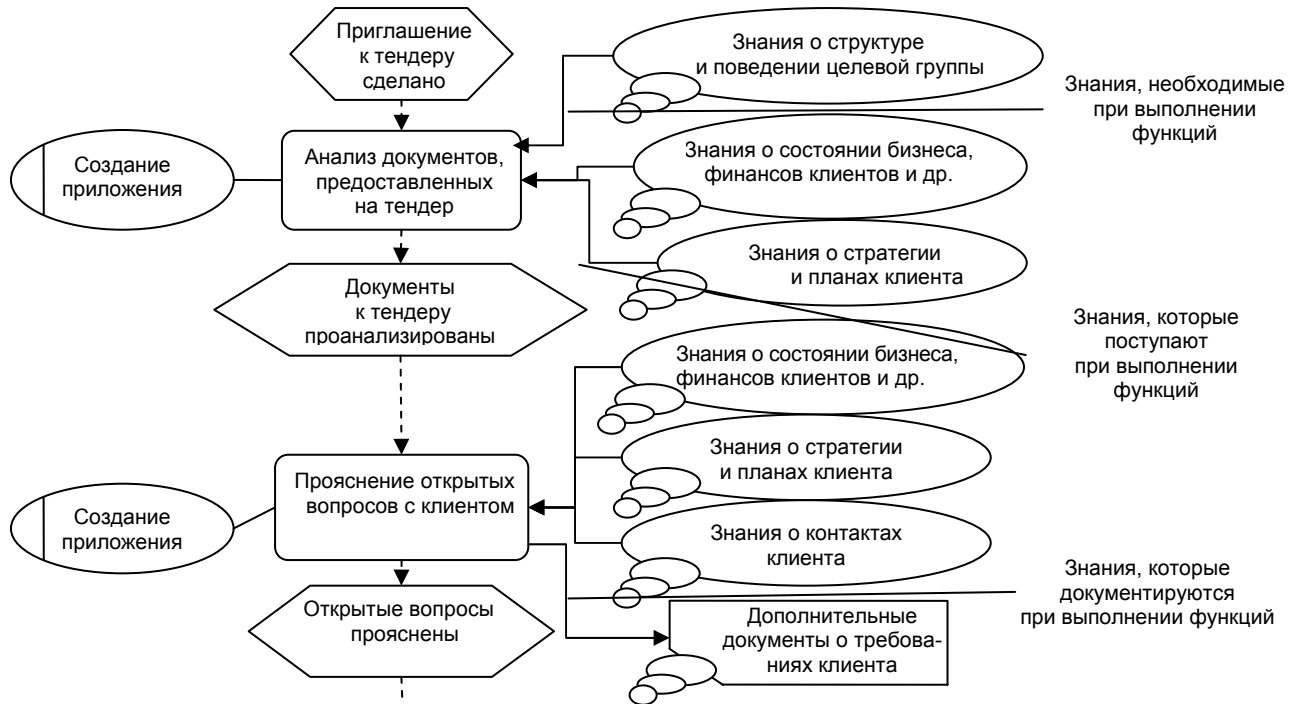 Приглашение
к тендеру
сделано
Знания о структуре
и поведении целевой группы
Знания, необходимые
при выполнении
функций
Создание
приложения
Анализ документов,
предоставленных
на тендер
Знания о состоянии бизнеса,
финансов клиентов и др.
Знания о стратегии
и планах клиента
Документы
к тендеру
проанализированы
Знания, которые
поступают
при выполнении
функций
Знания о состоянии бизнеса,
финансов клиентов и др.
Знания о стратегии
и планах клиента
Прояснение открытых
вопросов с клиентом
Создание
приложения
Знания о контактах
клиента
Знания, которые
документируются
при выполнении функций
Открытые вопросы
прояснены
Дополнительные
документы о требова-
ниях клиента